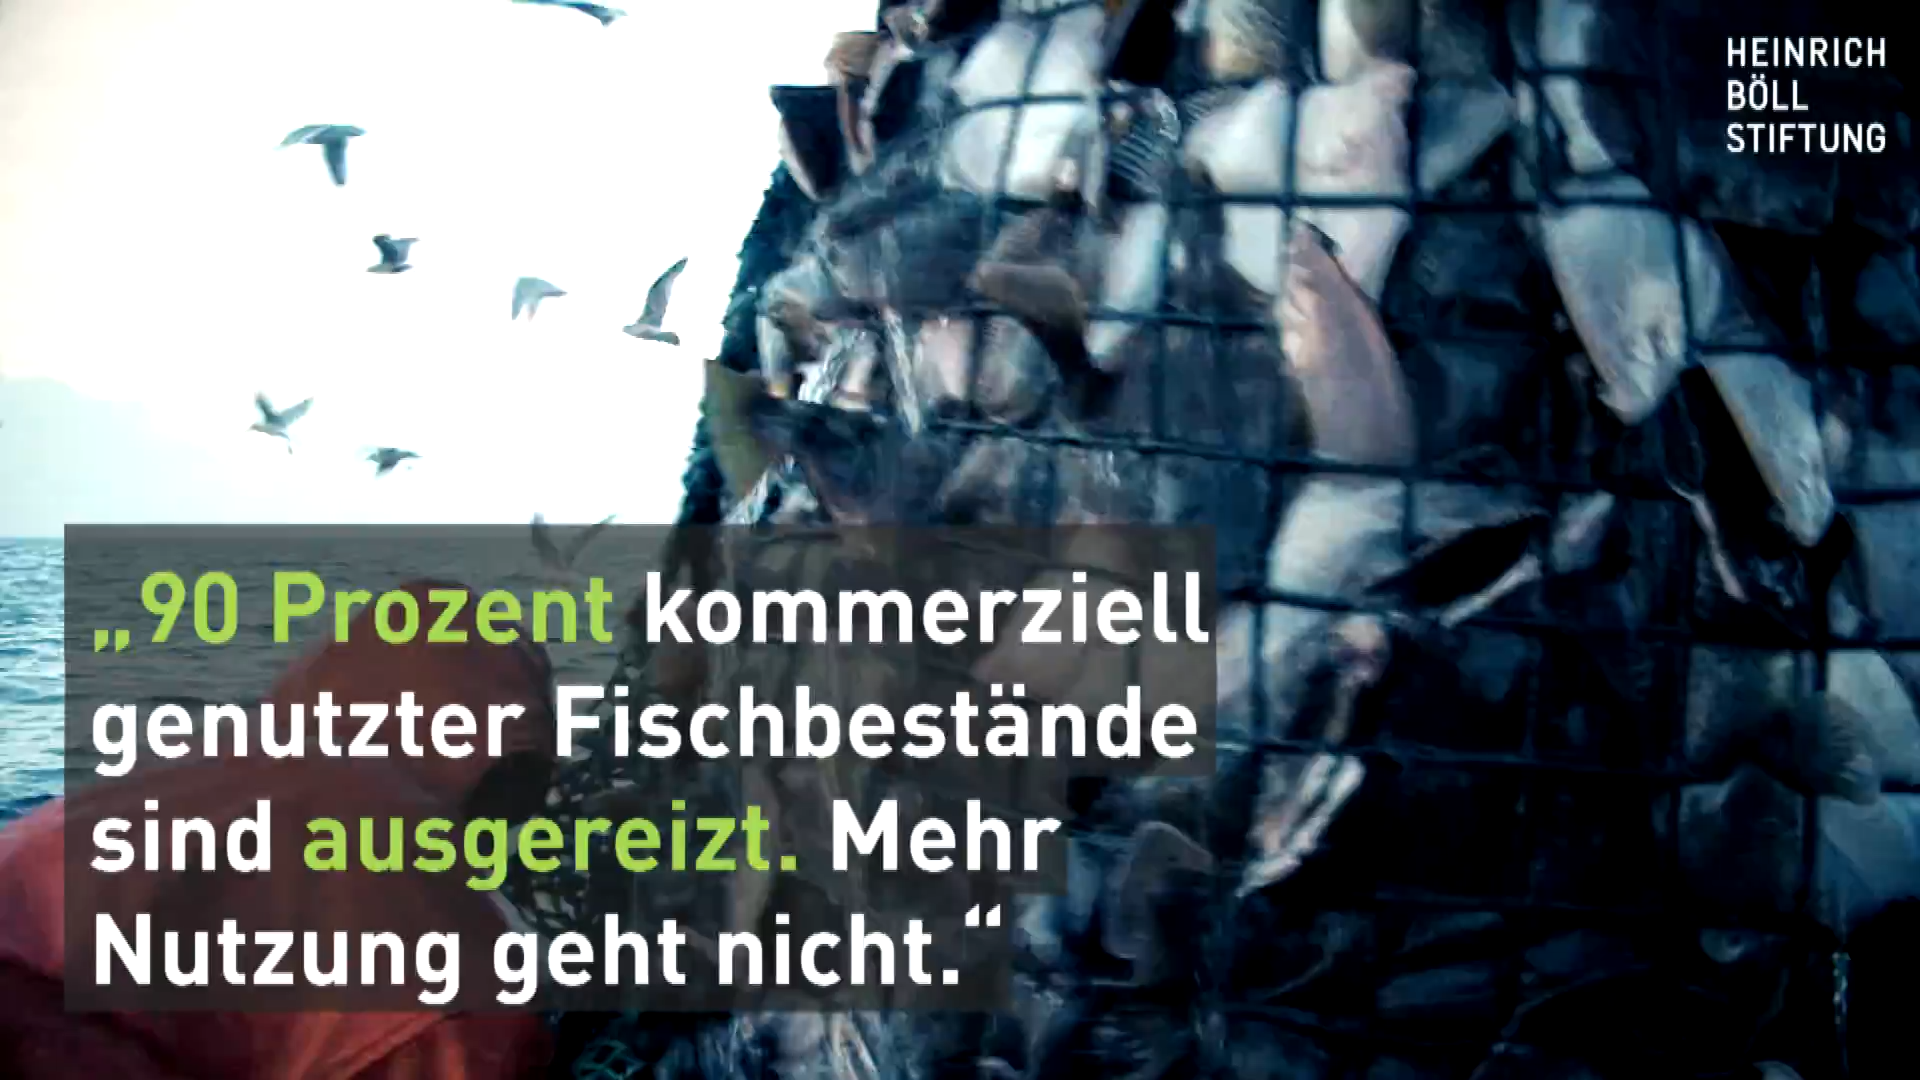 HEINRICH
BÖLL
STIFTUNG
„90 Prozent kommerziell
genutzter Fischbestände
sind ausgereizt. Mehr
Nutzung geht nicht.“